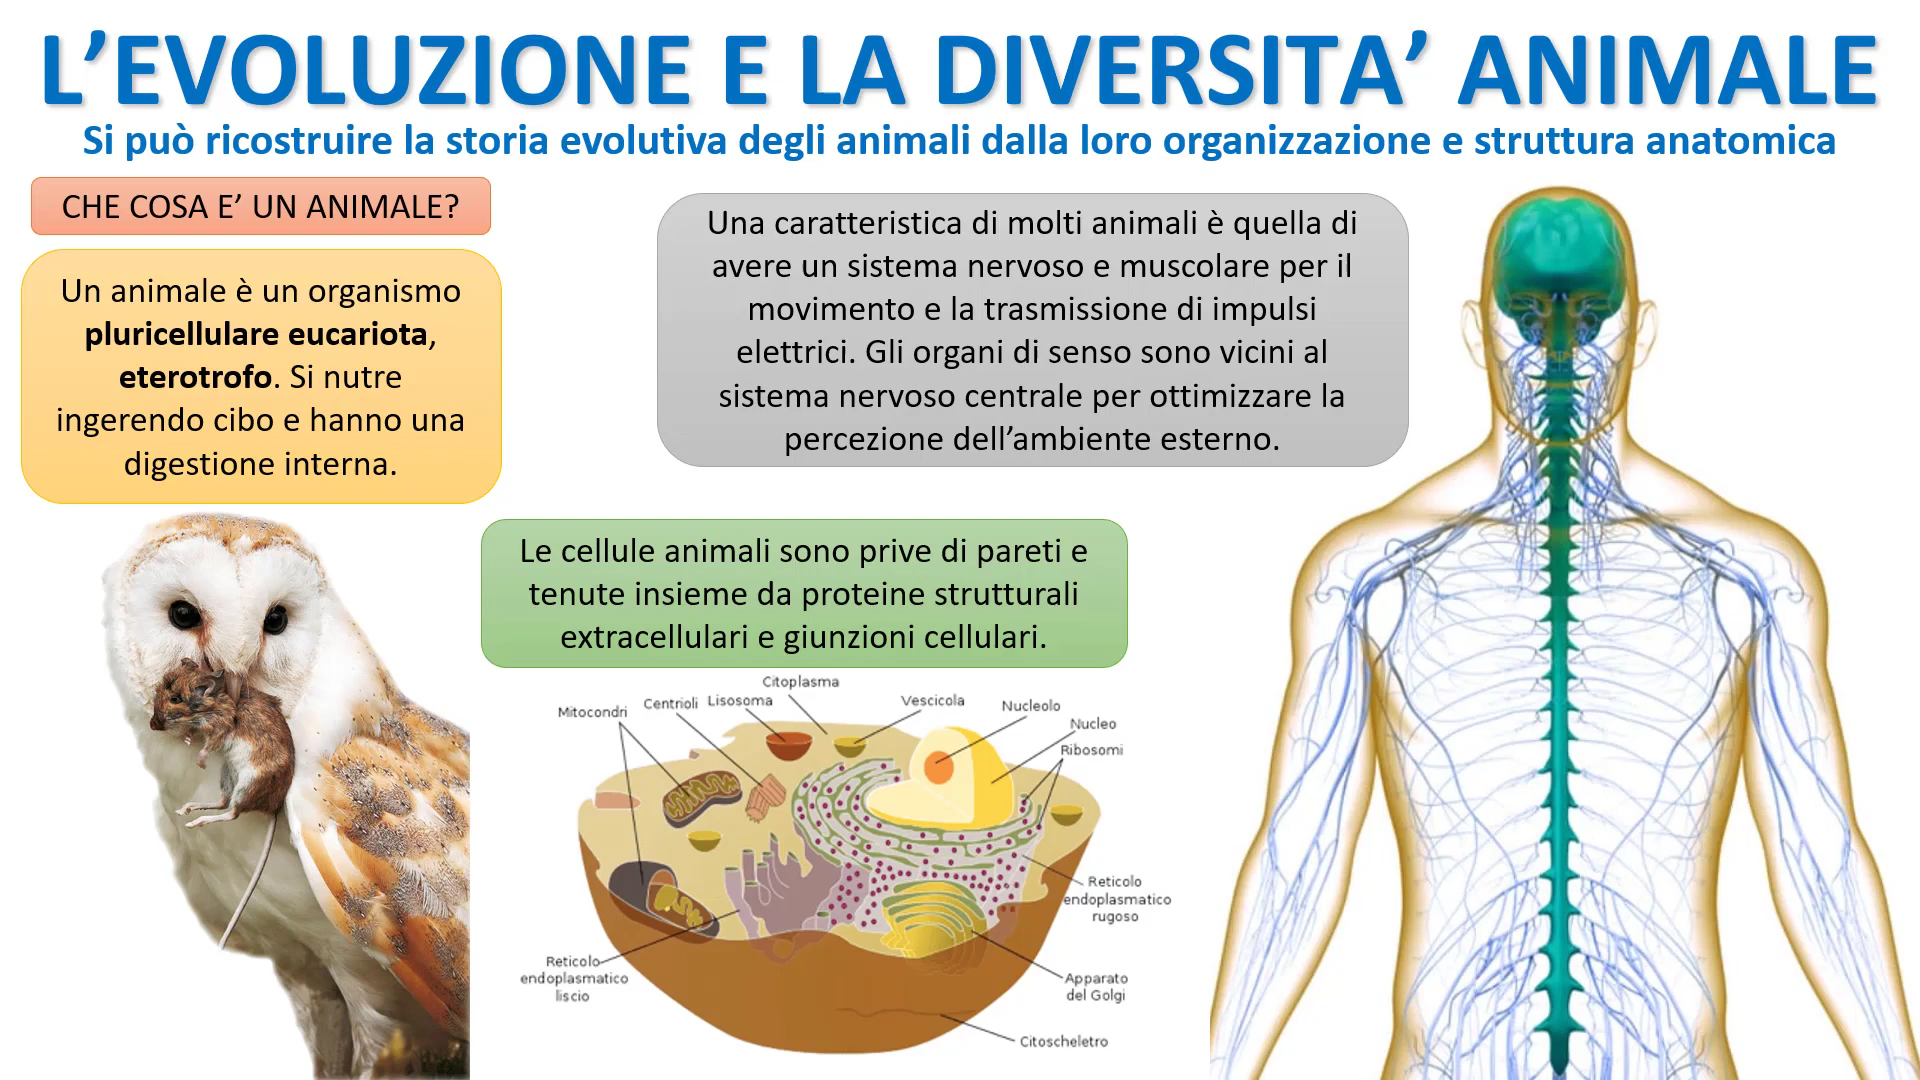 L’EVOLUZIONE E LA DIVERSITA’ ANIMALE
Si può ricostruire la storia evolutiva degli animali dalla loro organizzazione e struttura anatomica
CHE COSA E’ UN ANIMALE?
Un animale è un organismo
pluricellulare eucariota,
eterotrofo. Si nutre
ingerendo cibo e hanno una
digestione interna.
Una caratteristica di molti animali è quella di
avere un sistema nervoso e muscolare per il
movimento e la trasmissione di impulsi
elettrici. Gli organi di senso sono vicini al
sistema nervoso centrale per ottimizzare la
percezione dell’ambiente esterno.
Le cellule animali sono prive di pareti e
tenute insieme da proteine strutturali
extracellulari e giunzioni cellulari.
Citoplasma
Mitocondri
Centrioli
Lisosoma
Vescicola
Nucleolo
Nucleo
Ribosomi
Reticolo
endoplasmatico
rugoso
Reticolo
endoplasmatico
liscio
Apparato
del Golgi
Citoscheletro